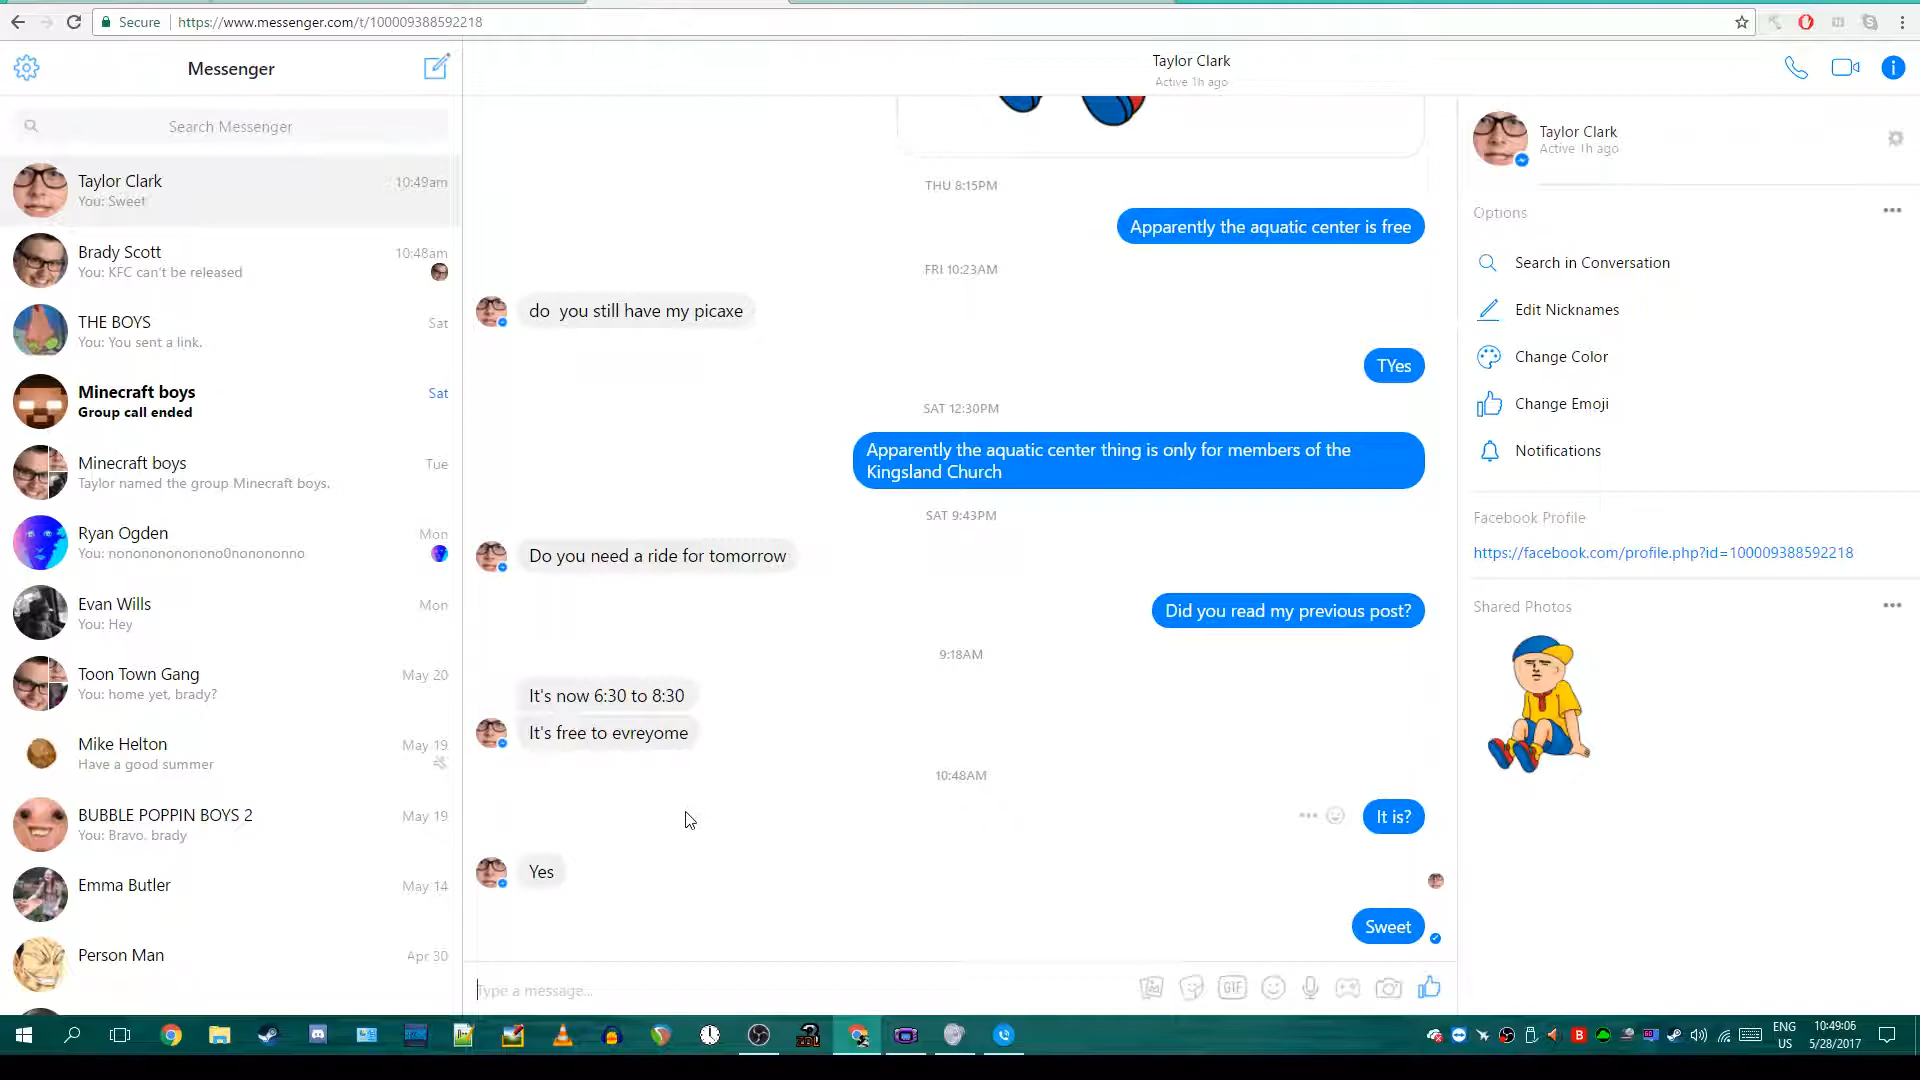 Secure
https://www.messenger.com/t/100009388592218
Messenger
Search Messenger
Taylor Clark
10:49am
You: Sweet
Brady Scott
10:48am
You: KFC can't be released
THE BOYS
Sat
You: You sent a link.
Minecraft boys
Sat
Group call ended
Minecraft boys
Tue
Taylor named the group Minecraft boys.
Ryan Ogden
Mon
You: nonononononono0nonononno
Evan Wills
Mon
You: Hey
Toon Town Gang
May 20
You: home yet, brady?
Mike Helton
May 19
Have a good summer
BUBBLE POPPIN BOYS 2
May 19
You: Bravo. brady
Emma Butler
May 14
Person Man
Apr 30
Taylor Clark
Active 1h ago
THU 8:15PM
Apparently the aquatic center is free
FRI 10:23AM
do  you still have my picaxe
TYes
SAT 12:30PM
Apparently the aquatic center thing is only for members of the
Kingsland Church
SAT 9:43PM
Do you need a ride for tomorrow
Did you read my previous post?
9:18AM
It's now 6:30 to 8:30
It's free to evreyome
10:48AM
It is?
Yes
Sweet
Type a message...
GIF
Taylor Clark
Active 1h ago
Options
Search in Conversation
Edit Nicknames
Change Color
Change Emoji
Notifications
Facebook Profile
https://facebook.com/profile.php?id=100009388592218
Shared Photos
ENG
US
10:49:06
5/28/2017